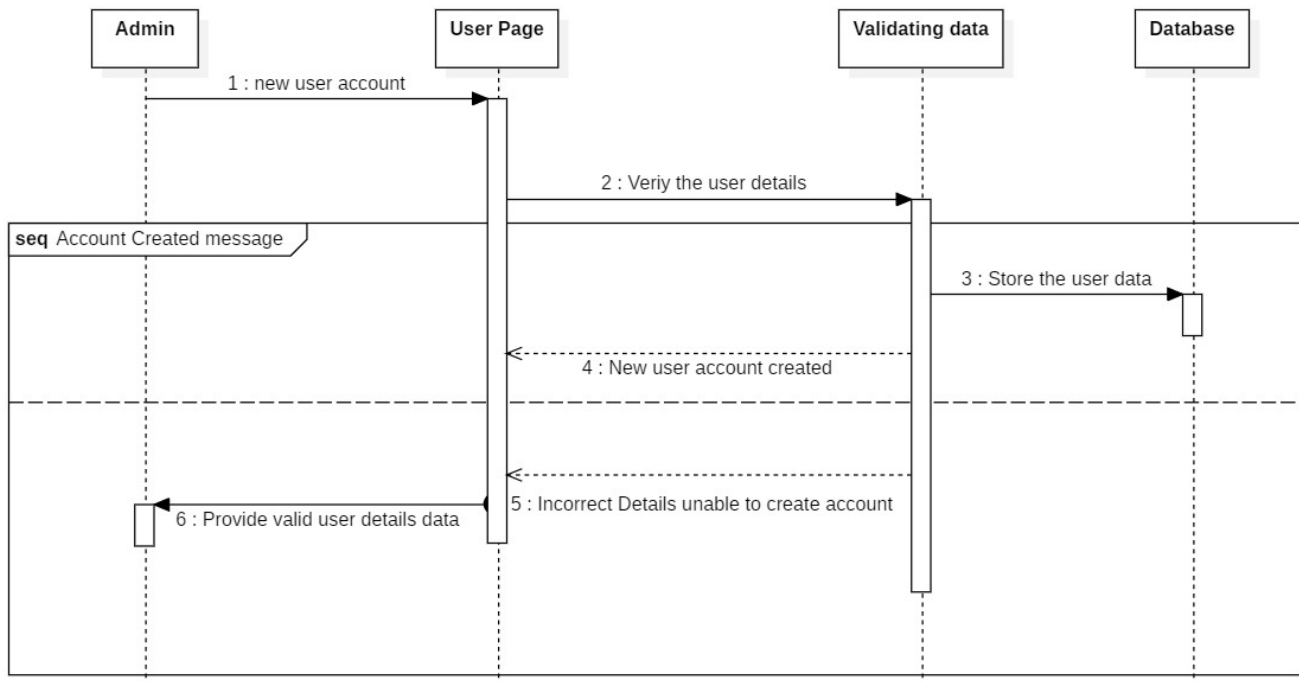 Admin
User Page
Validating data
Database
1 : new user account
2 : Veriy the user details
seq Account Created message
3 : Store the user data
4 : New user account created
5 : Incorrect Details unable to create account
6 : Provide valid user details data